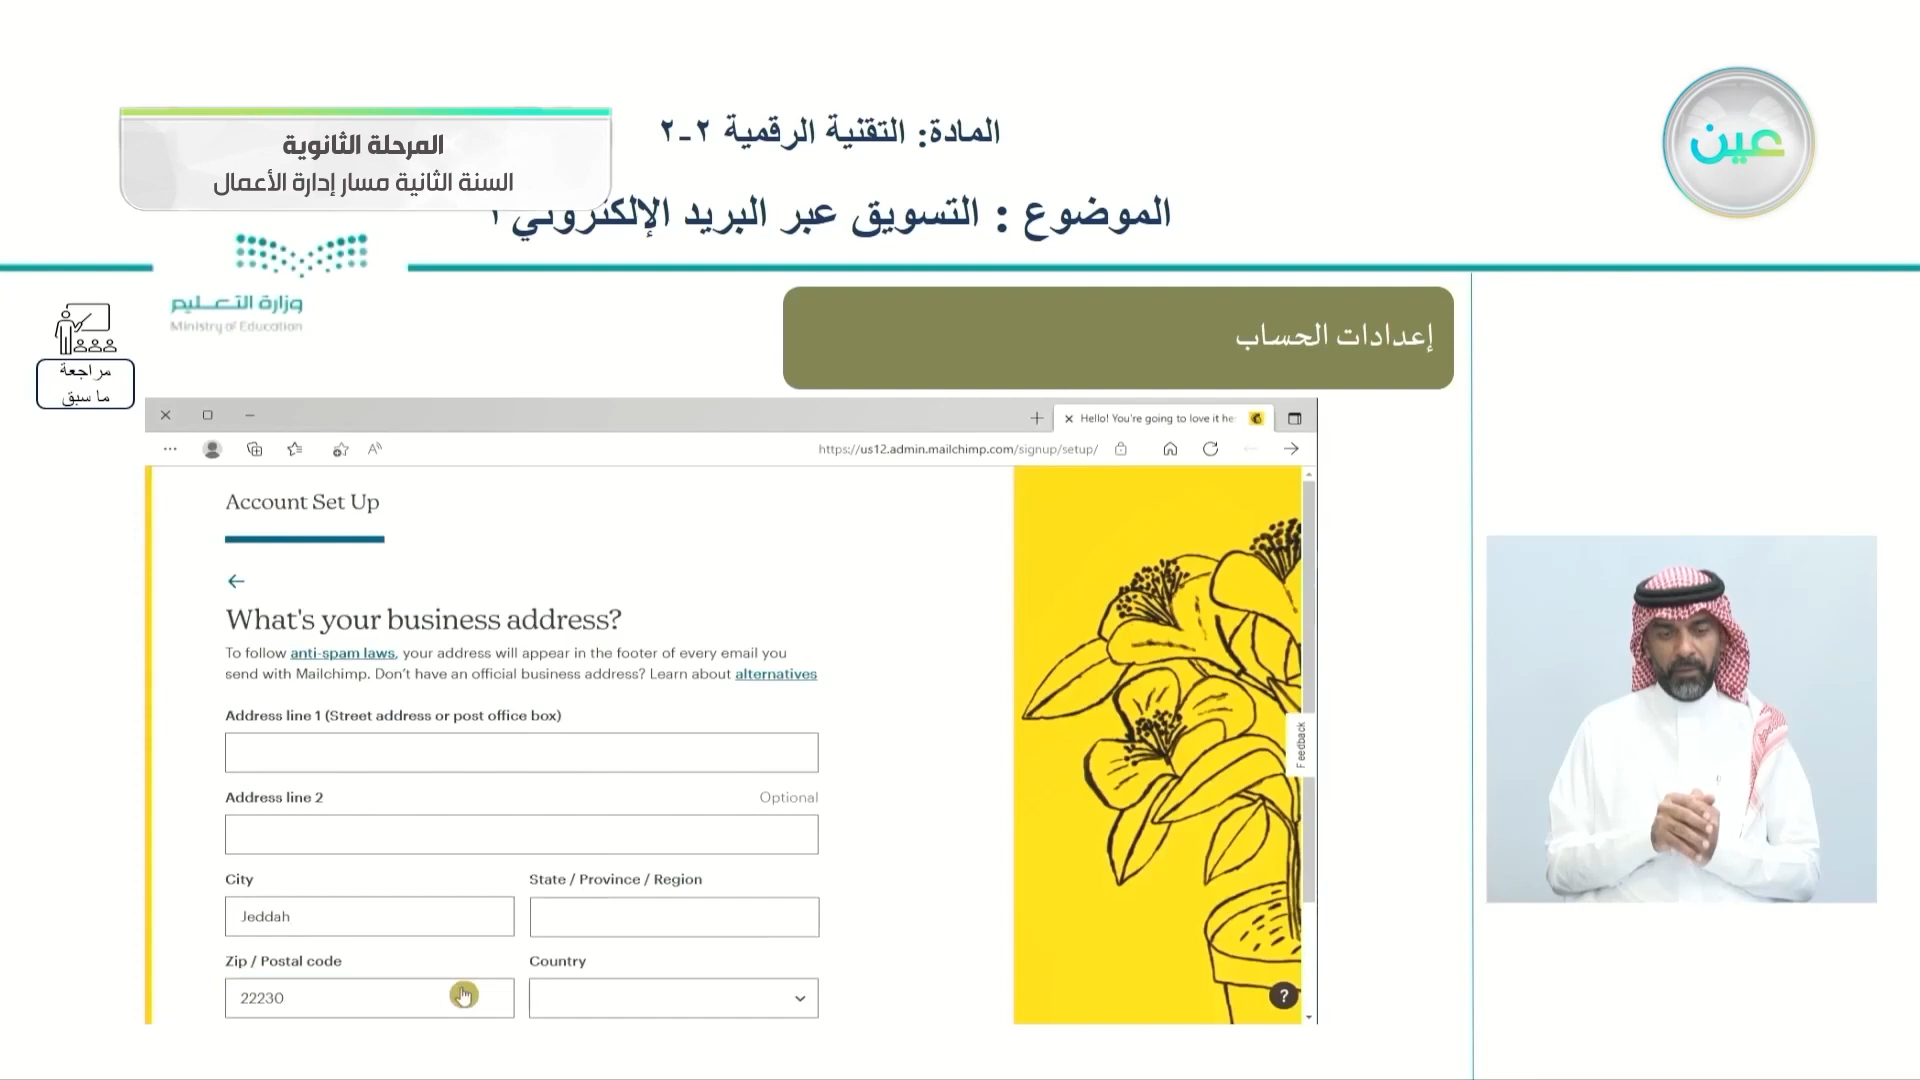 المادة: التقنية الرقمية ٢-٢
المرحلة الثانوية
السنة الثانية مسار إدارة الأعمال
الموضوع : التسويق عبر البريد الإلكتروني ١
عين
وزارة التعليم
Ministry of Education
مراجعة
ما سبق
إعدادات الحساب
Hello! You're going to love it he
https://us12.admin.mailchimp.com/signup/setup/
Account Set Up
What's your business address?
To follow anti-spam laws, your address will appear in the footer of every email you
send with Mailchimp. Don't have an official business address? Learn about alternatives
Address line 1 (Street address or post office box)
Address line 2
Optional
City
State / Province / Region
Jeddah
Zip / Postal code
Country
22230
Feedback
?